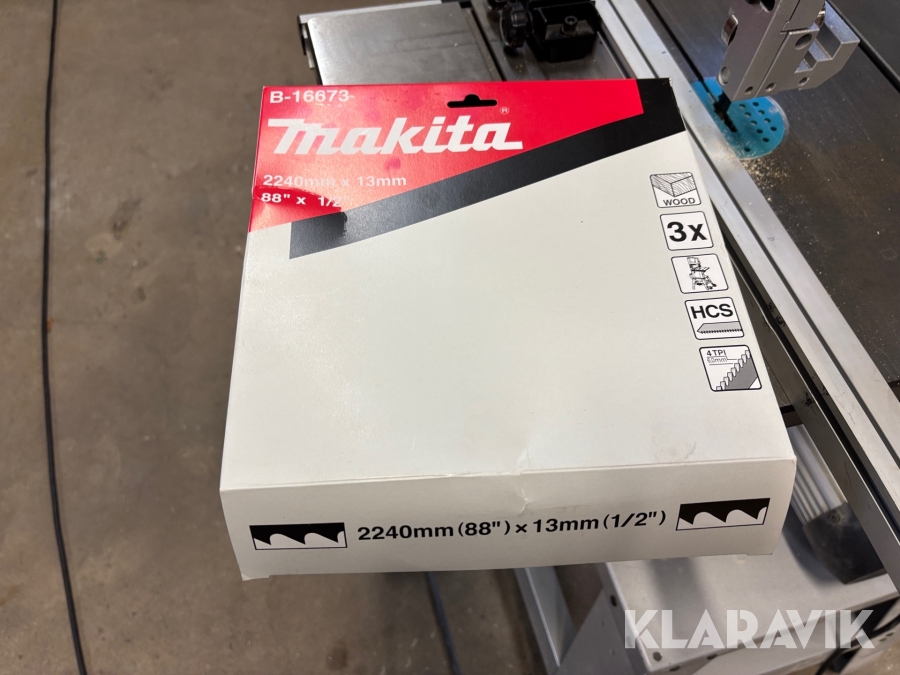 B-16673-
makita®
2240mm x 13mm
88" x 1/2"
WOOD
3x
HCS
4 TPI
2240mm(88")×13mm(1/2")
KLARAVIK